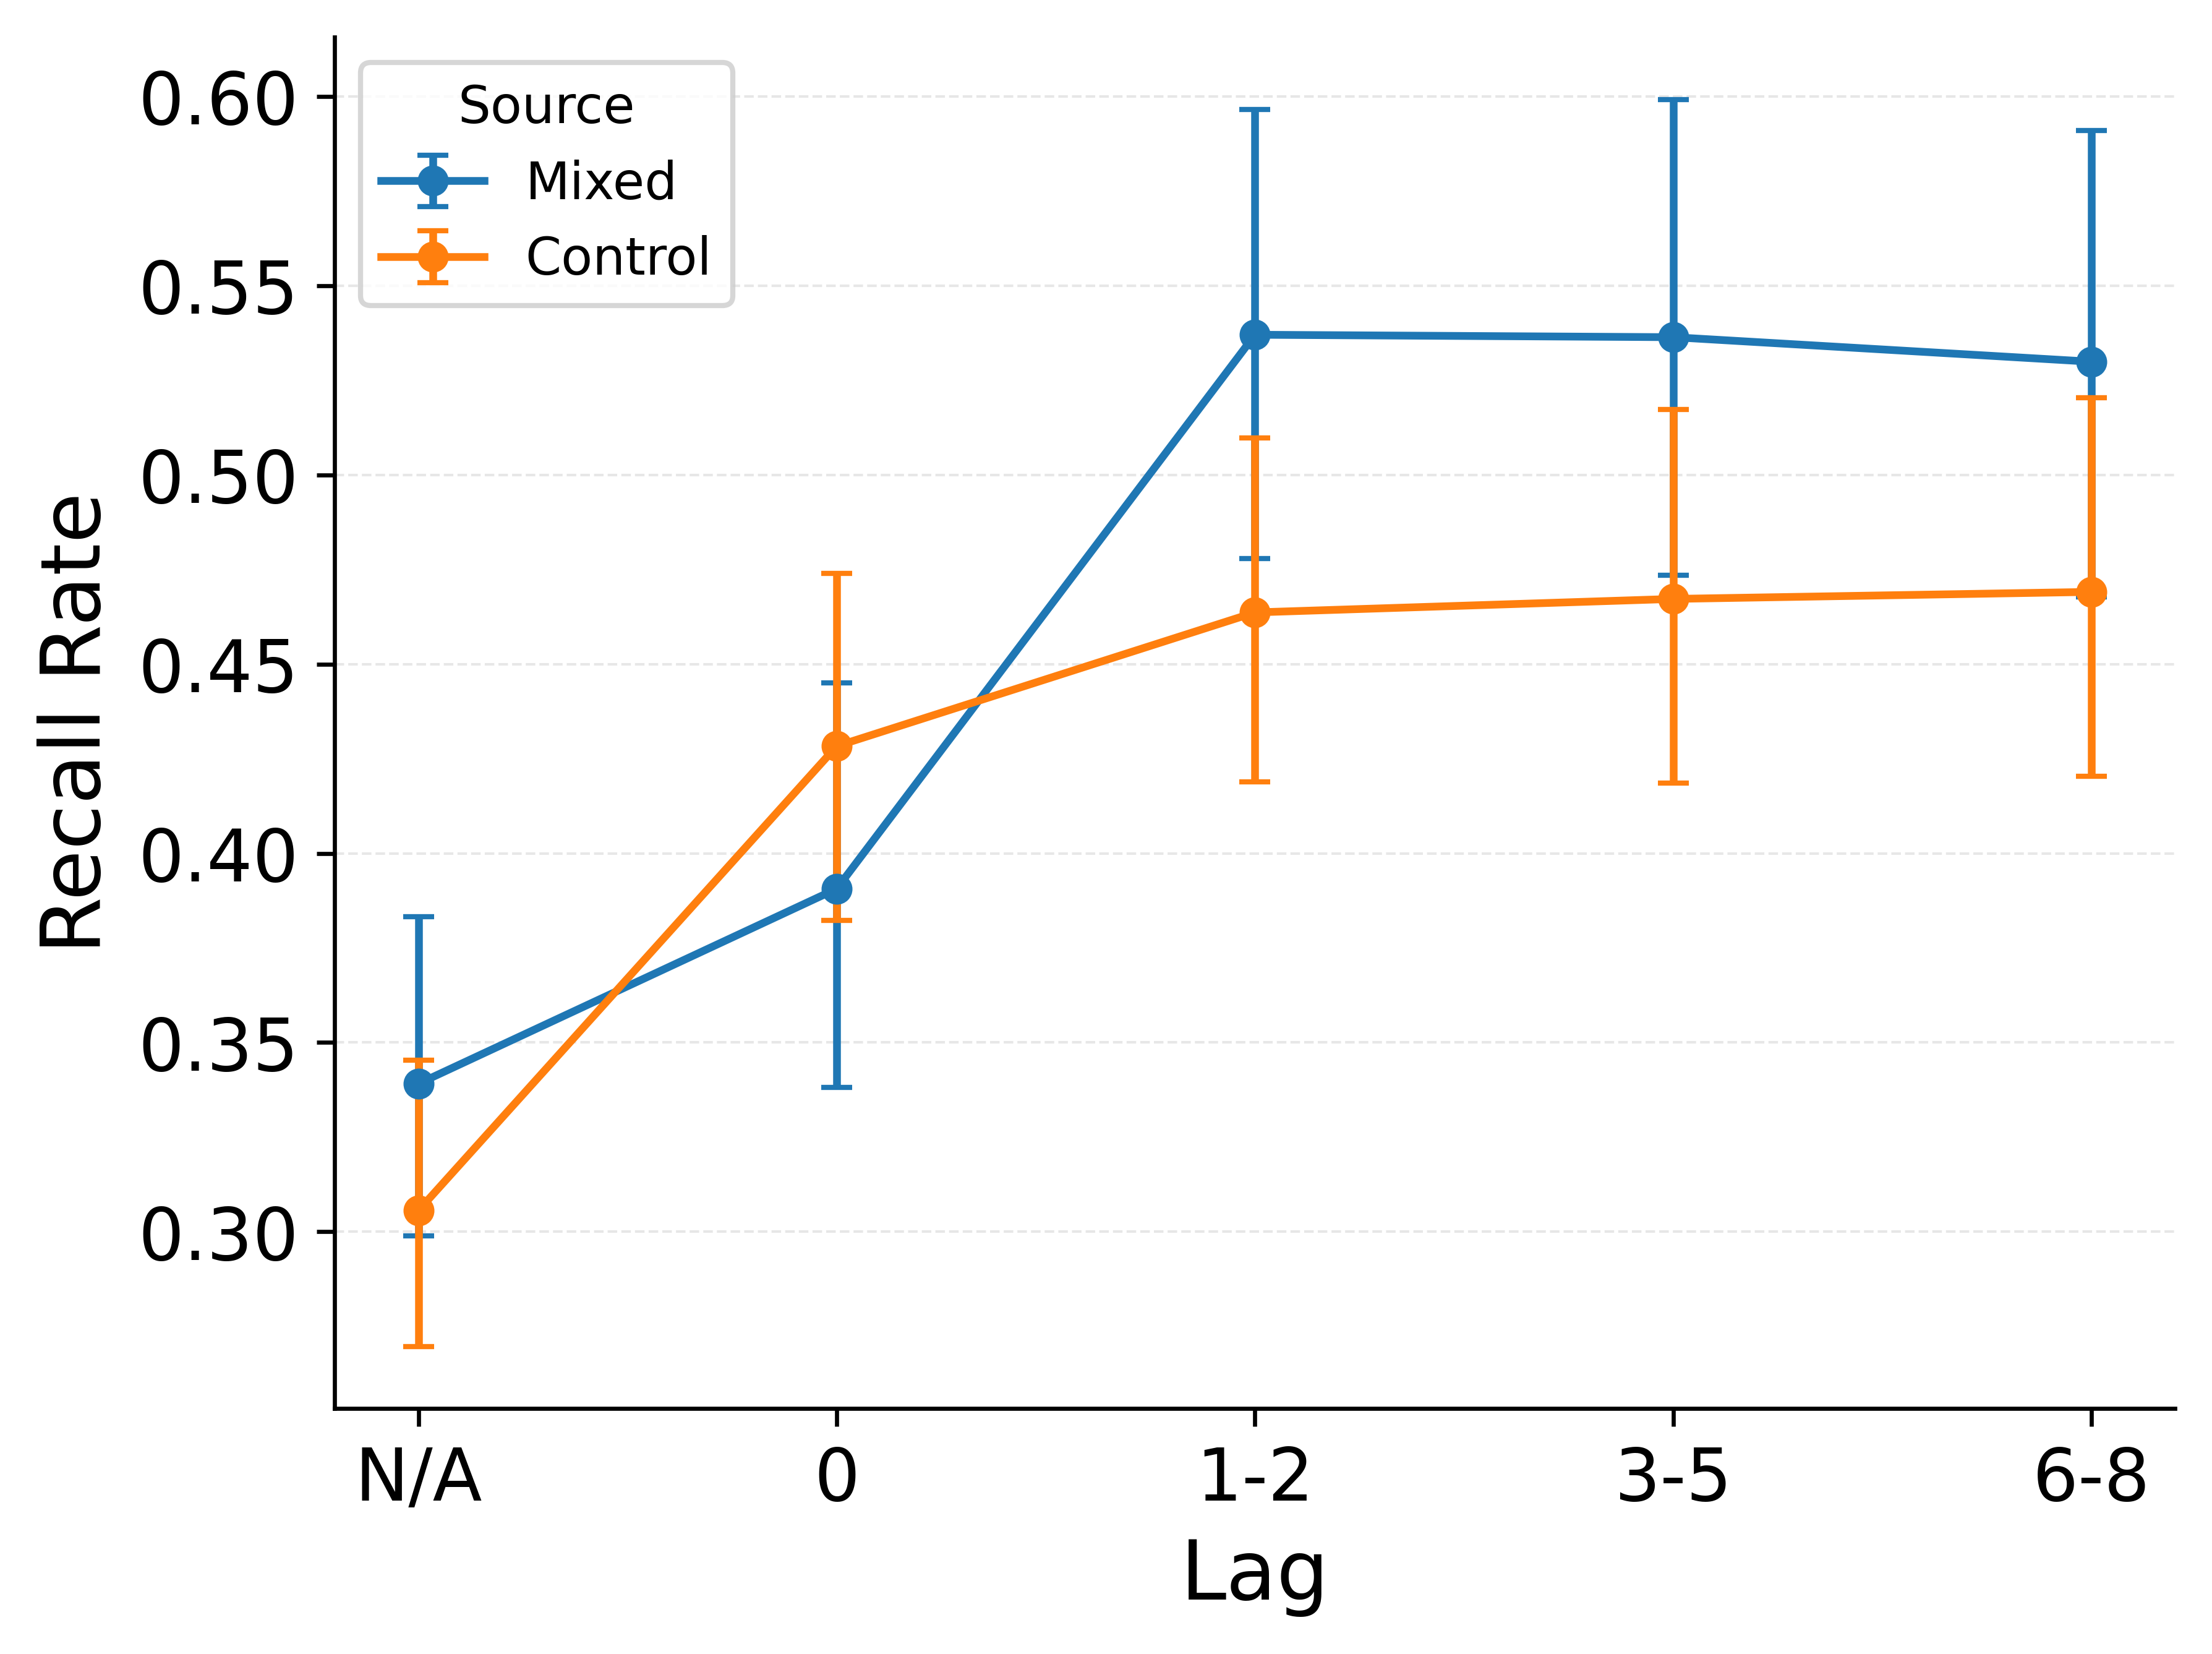 Source
Mixed
Control
0.60
0.55
0.50
0.45
0.40
0.35
0.30
Recall Rate
N/A 0 1-2 3-5 6-8
Lag